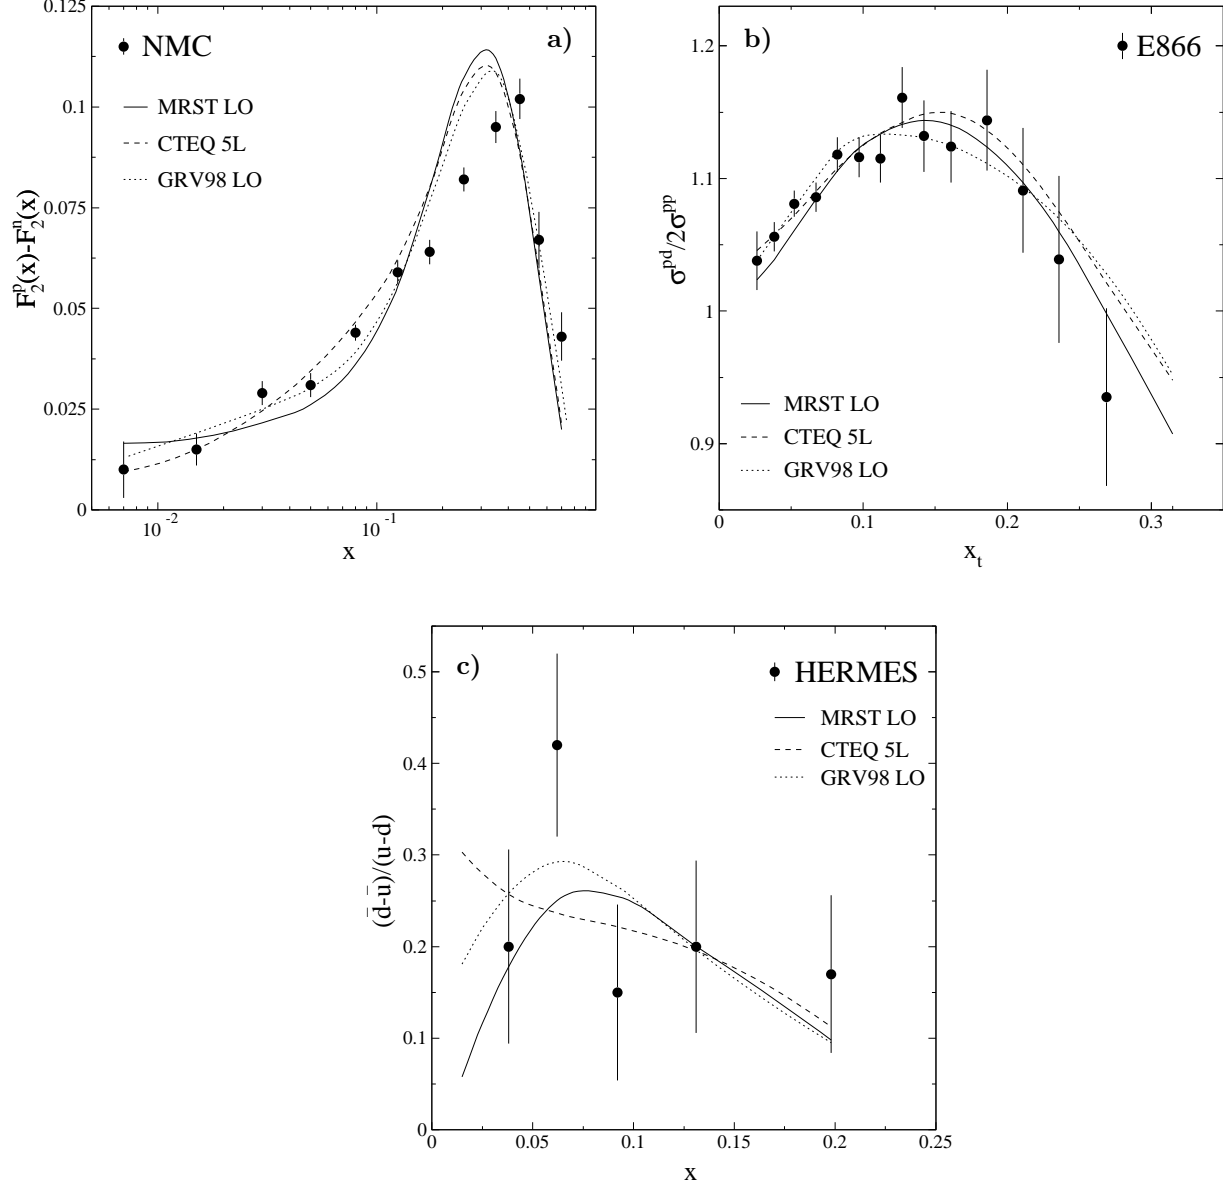 0.125
0.1
0.075
0.05
0.025
0
F₂ᵖ(x)-F₂ⁿ(x)
NMC
a)
MRST LO
CTEQ 5L
GRV98 LO
10⁻²
10⁻¹
x
1.2
1.1
1
0.9
σᵖᵈ/2σᵖᵖ
b)
E866
MRST LO
CTEQ 5L
GRV98 LO
0
0.1
0.2
0.3
xₜ
0.5
0.4
0.3
0.2
0.1
0
(d̄-ū)/(u-d)
c)
HERMES
MRST LO
CTEQ 5L
GRV98 LO
0
0.05
0.1
0.15
0.2
0.25
x